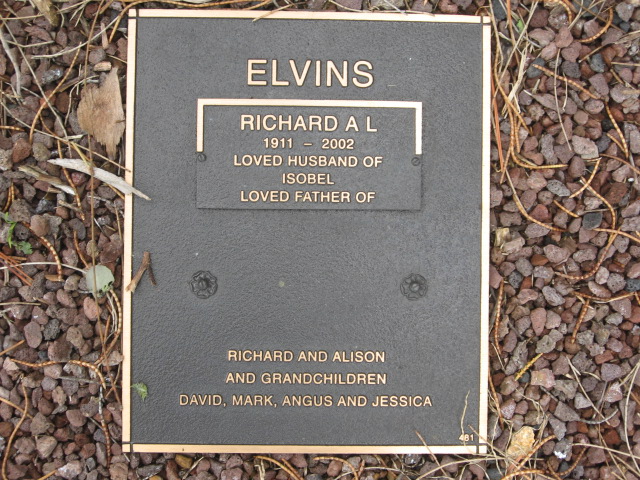 ELVINS
RICHARD A L
1911 - 2002
LOVED HUSBAND OF
ISOBEL
LOVED FATHER OF
RICHARD AND ALISON
AND GRANDCHILDREN
DAVID, MARK, ANGUS AND JESSICA
481